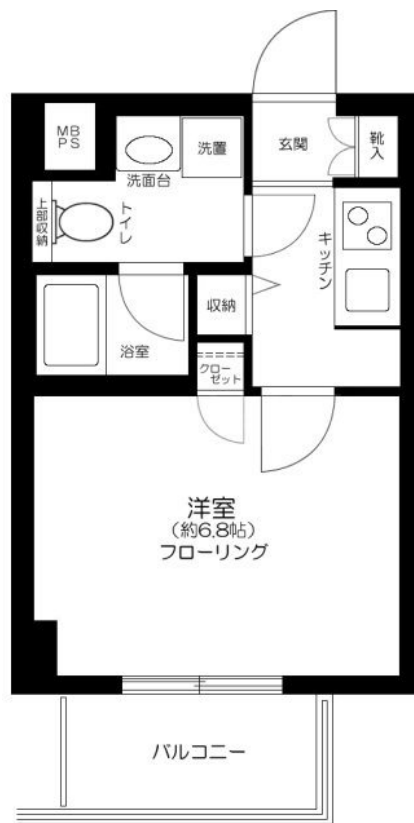 MB
PS
洗面台
洗置
玄関
靴入
上部収納
トイレ
キッチン
収納
浴室
クロー
ゼット
洋室
(約6.8帖)
フローリング
バルコニー